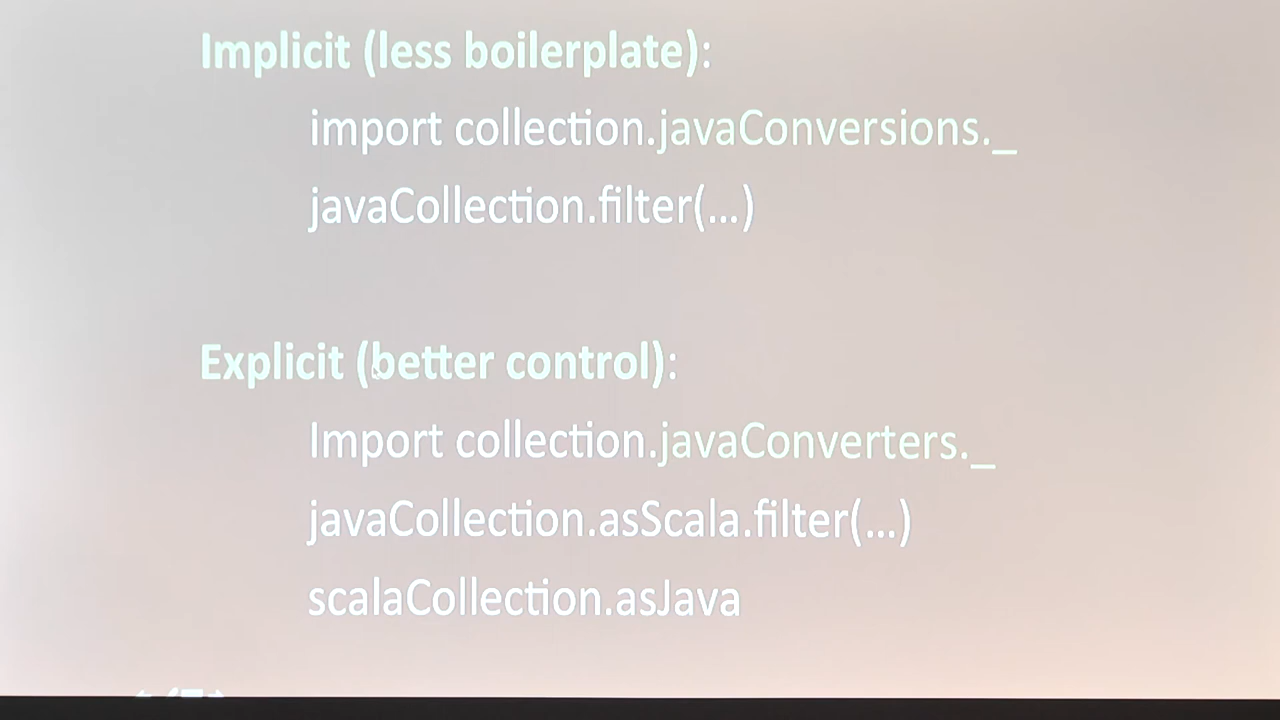 Implicit (less boilerplate):
import collection.javaConversions._
javaCollection.filter(...)
Explicit (better control):
Import collection.javaConverters._
javaCollection.asScala.filter(...)
scalaCollection.asJava